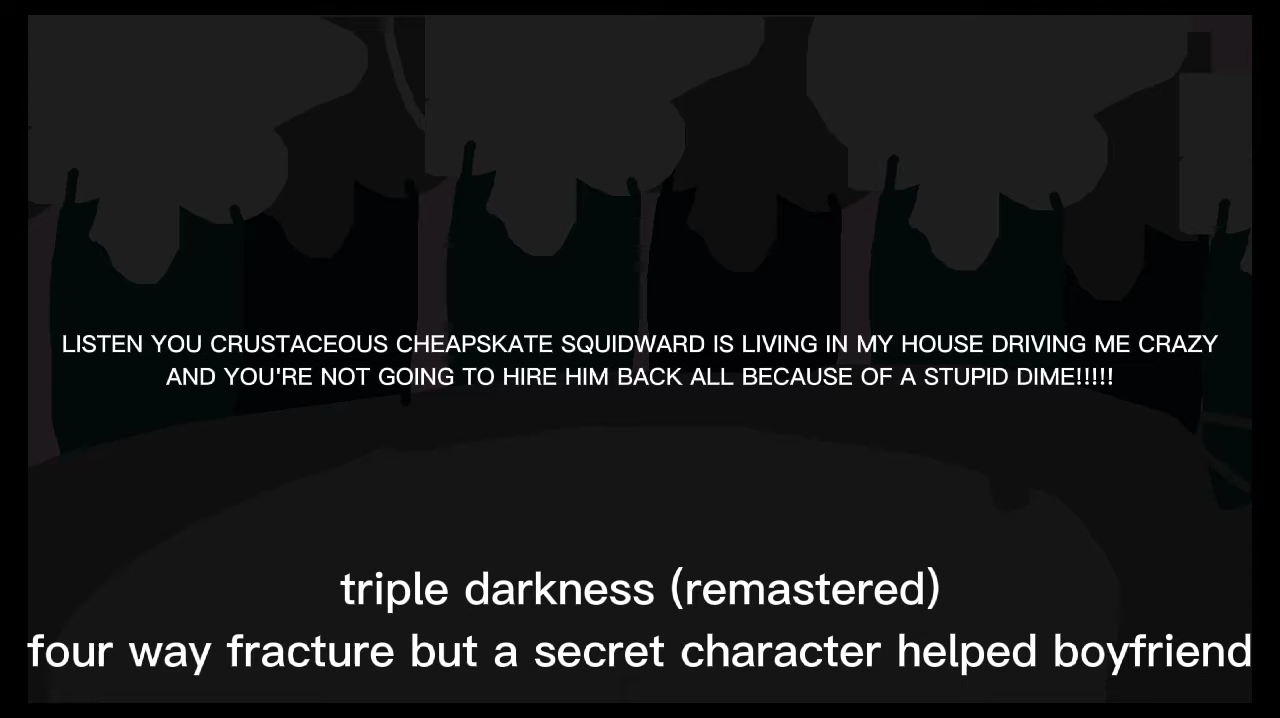 LISTEN YOU CRUSTACEOUS CHEAPSKATE SQUIDWARD IS LIVING IN MY HOUSE DRIVING ME CRAZY
AND YOU'RE NOT GOING TO HIRE HIM BACK ALL BECAUSE OF A STUPID DIME!!!!!
triple darkness (remastered)
four way fracture but a secret character helped boyfriend